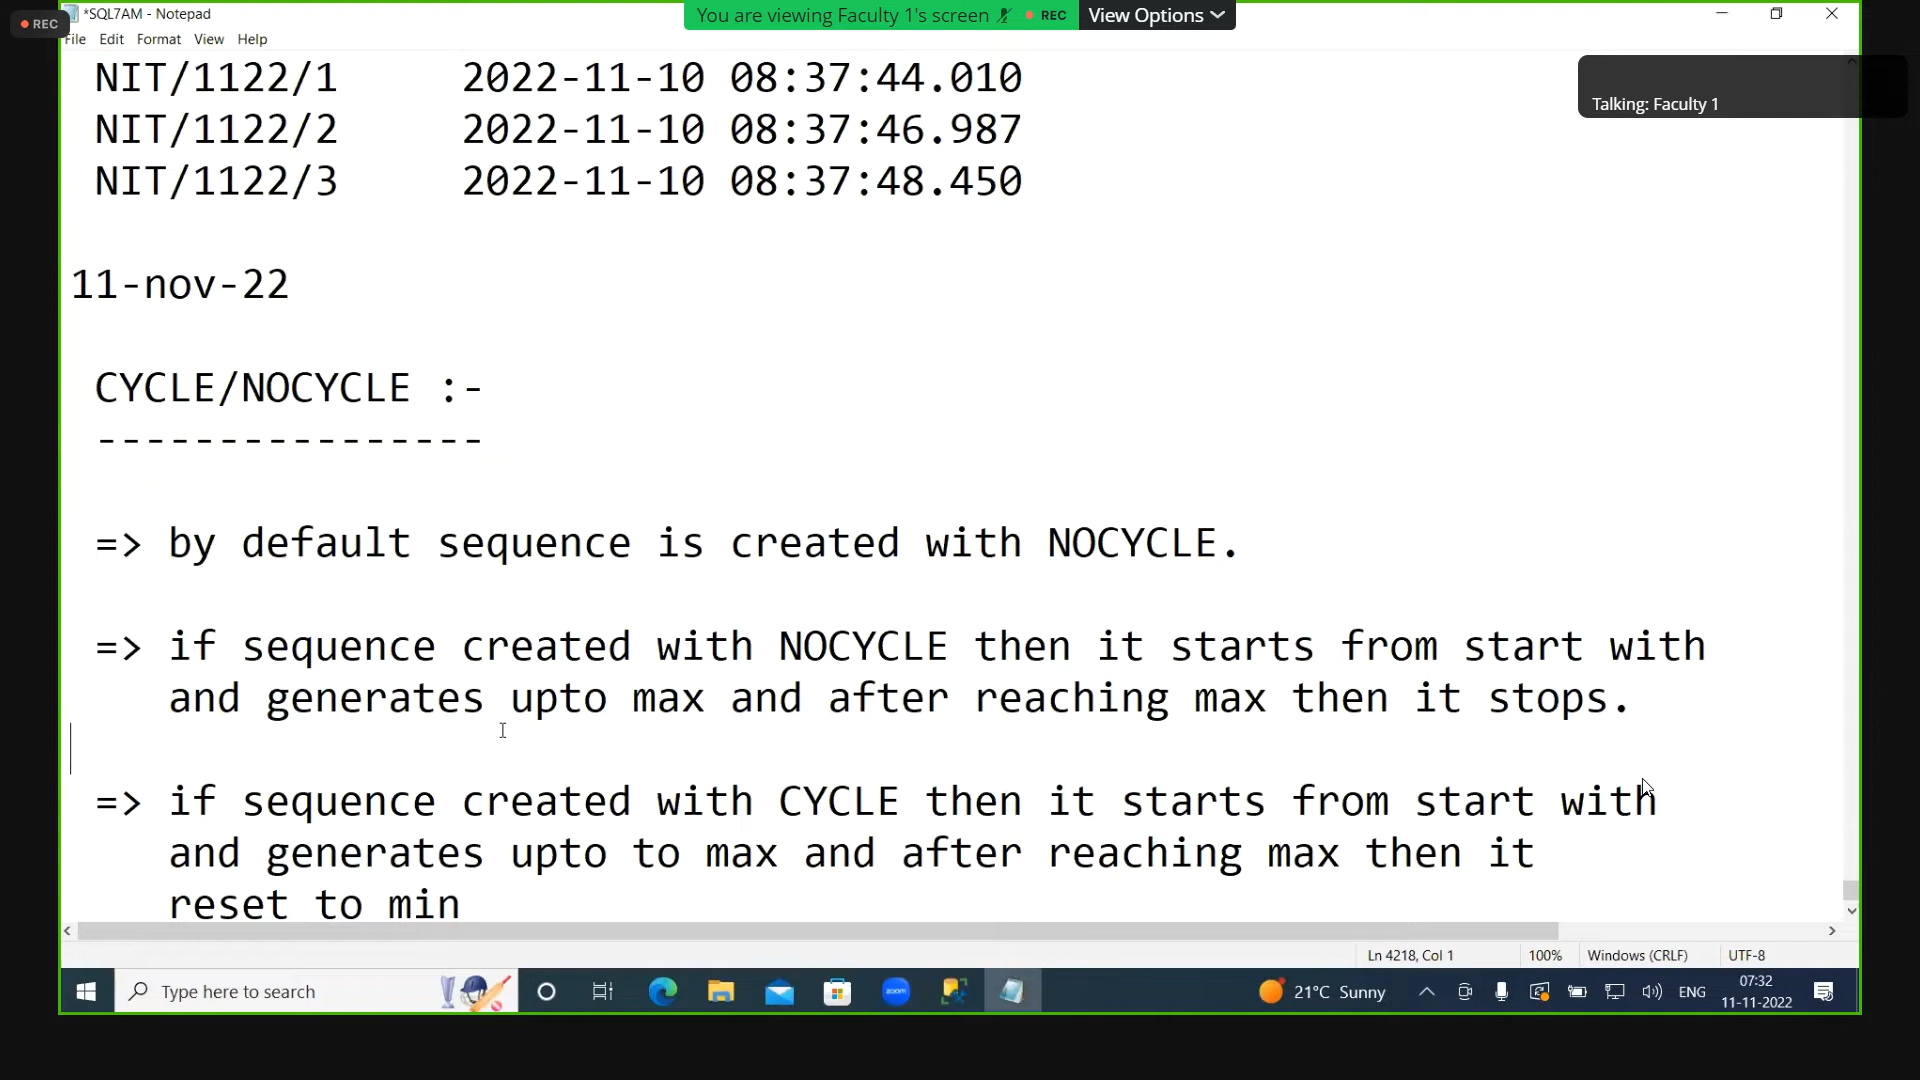 REC
*SQL7AM - Notepad
You are viewing Faculty 1's screen REC View Options
File Edit Format View Help
NIT/1122/1 2022-11-10 08:37:44.010
Talking: Faculty 1
NIT/1122/2 2022-11-10 08:37:46.987
NIT/1122/3 2022-11-10 08:37:48.450
11-nov-22
CYCLE/NOCYCLE :-
----------------
=> by default sequence is created with NOCYCLE.
=> if sequence created with NOCYCLE then it starts from start with
and generates upto max and after reaching max then it stops.
=> if sequence created with CYCLE then it starts from start with
and generates upto to max and after reaching max then it
reset to min
Ln 4218, Col 1 100% Windows (CRLF) UTF-8
Type here to search zoom 21°C Sunny ENG 07:32
11-11-2022